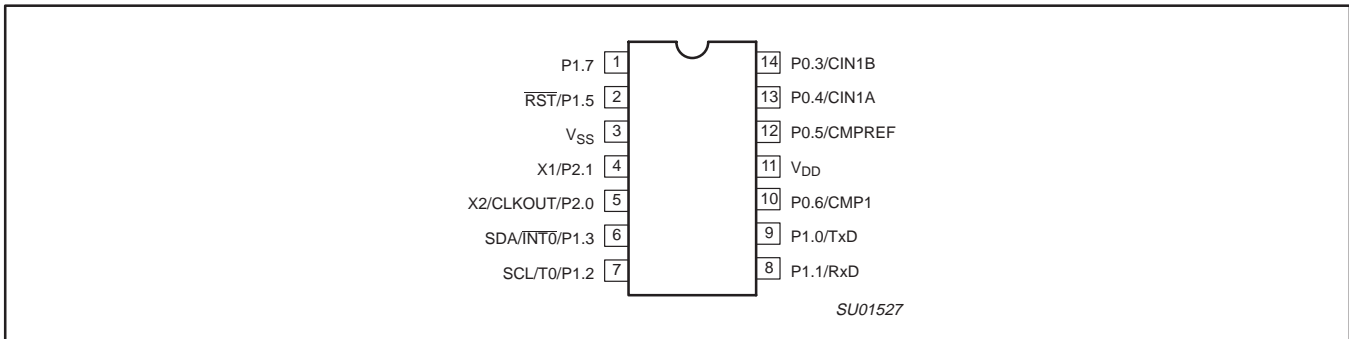 P1.7 1 14 P0.3/CIN1B
RST/P1.5 2 13 P0.4/CIN1A
VSS 3 12 P0.5/CMPREF
X1/P2.1 4 11 VDD
X2/CLKOUT/P2.0 5 10 P0.6/CMP1
SDA/INT0/P1.3 6 9 P1.0/TxD
SCL/T0/P1.2 7 8 P1.1/RxD
SU01527